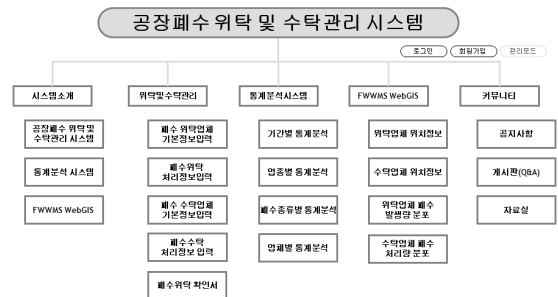 공장폐수 위탁 및 수탁관리 시스템
로그인
회원가입
관리모드
시스템소개
위탁및수탁관리
통계분석시스템
FWWMS WebGIS
커뮤니티
공장폐수 위탁 및
수탁관리 시스템
통계분석 시스템
FWWMS WebGIS
폐수 위탁업체
기본정보입력
폐수위탁
처리정보입력
폐수 수탁업체
기본정보입력
폐수수탁
처리정보 입력
폐수위탁 확인서
기간별 통계분석
업종별 통계분석
폐수종류별 통계분석
업체별 통계분석
위탁업체 위치정보
수탁업체 위치정보
위탁업체 폐수
발생량 분포
수탁업체 폐수
처리량 분포
공지사항
게시판(Q&A)
자료실